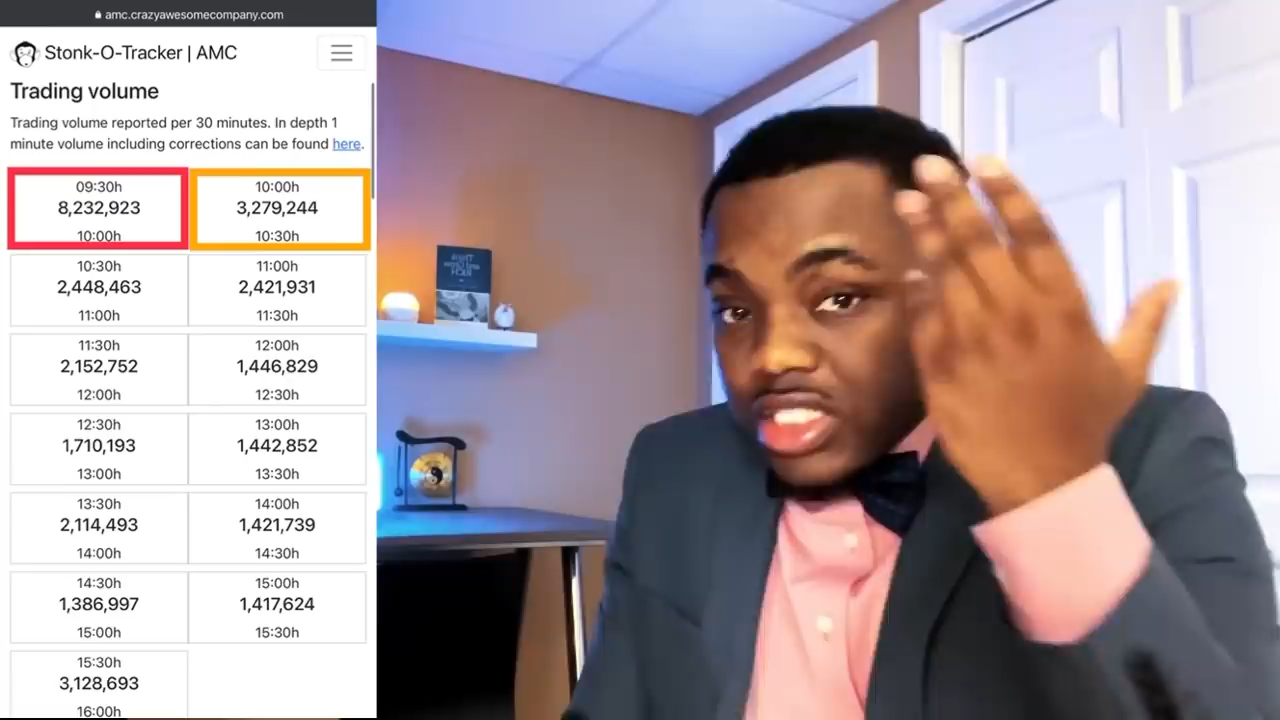 amc.crazyawesomecompany.com
Stonk-O-Tracker | AMC
Trading volume
Trading volume reported per 30 minutes. In depth 1
minute volume including corrections can be found here.
09:30h
8,232,923
10:00h
10:00h
3,279,244
10:30h
10:30h
2,448,463
11:00h
11:00h
2,421,931
11:30h
11:30h
2,152,752
12:00h
12:00h
1,446,829
12:30h
12:30h
1,710,193
13:00h
13:00h
1,442,852
13:30h
13:30h
2,114,493
14:00h
14:00h
1,421,739
14:30h
14:30h
1,386,997
15:00h
15:00h
1,417,624
15:30h
15:30h
3,128,693
16:00h
THINK
AND GROW
RICH